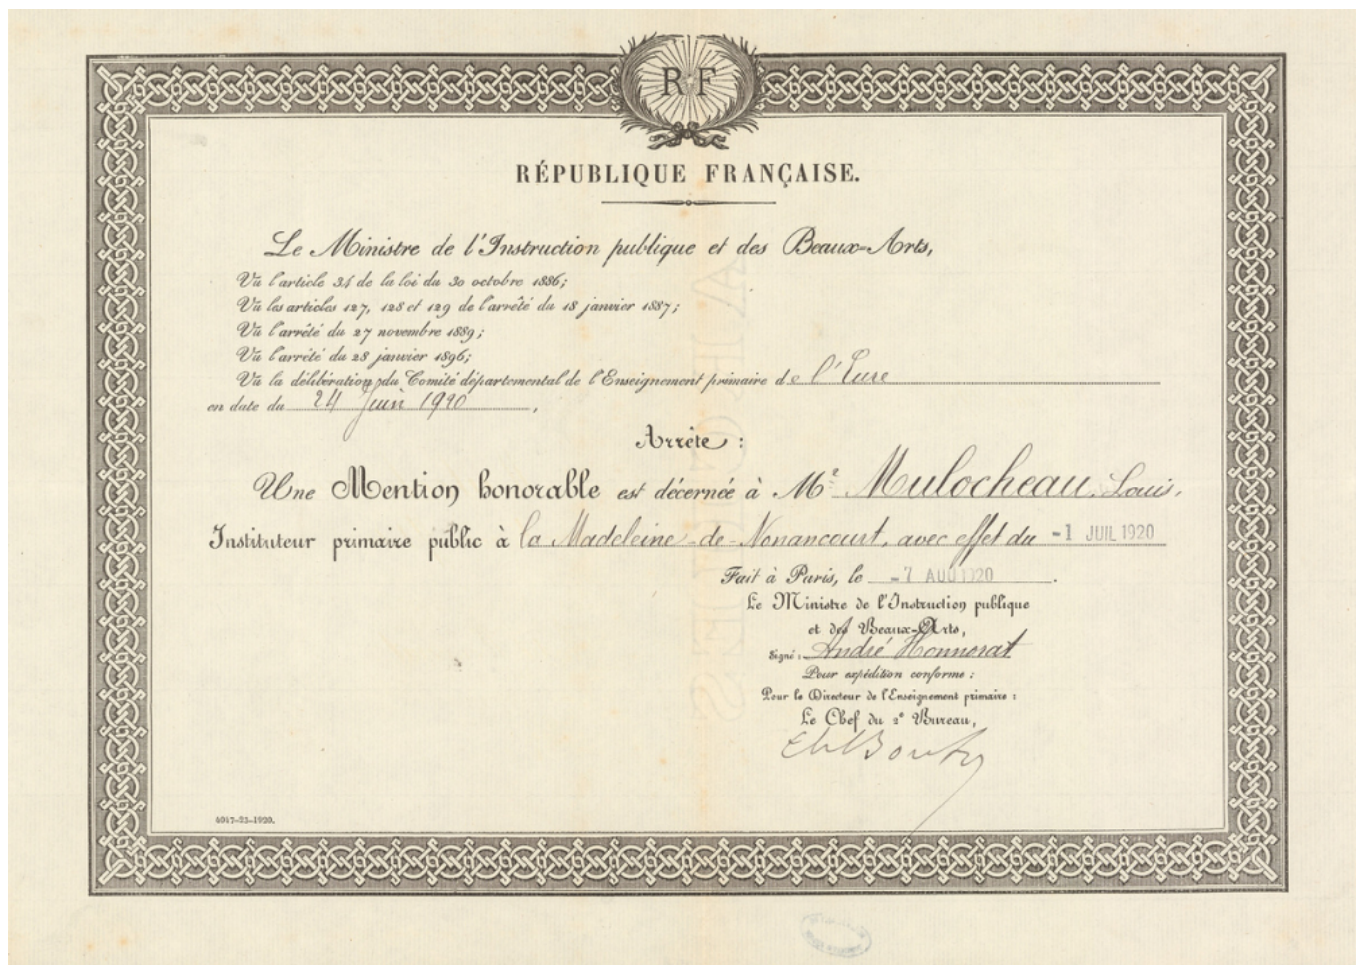 RF
RÉPUBLIQUE FRANÇAISE.
Le Ministre de l'Instruction publique et des Beaux-Arts,
Vu l'article 34 de la loi du 30 octobre 1886;
Vu les articles 127, 128 et 129 de l'arrêté du 18 janvier 1887;
Vu l'arrêté du 27 novembre 1889;
Vu l'arrêté du 28 janvier 1896;
Vu la délibération du Comité départemental de l'Enseignement primaire de l'Eure
en date du 24 Juin 1920,
Arrête :
Une Mention honorable est décernée à Mr Mulocheau, Louis,
Instituteur primaire public à la Madeleine-de-Nonancourt, avec effet du -1 JUIL 1920
Fait à Paris, le -7 AOU 1920.
Le Ministre de l'Instruction publique
et des Beaux-Arts,
Signé : André Honnorat
Pour expédition conforme :
Pour le Directeur de l'Enseignement primaire :
Le Chef du 2e Bureau,
4047-23-1920.